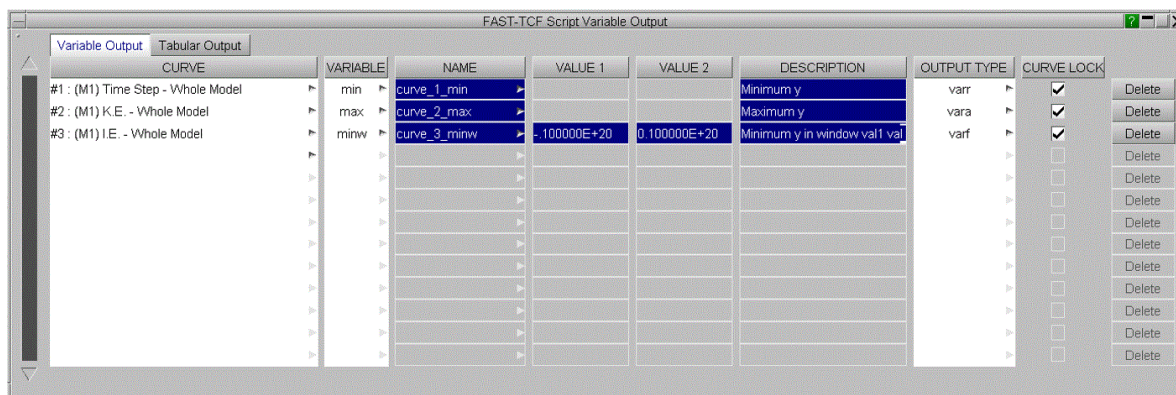 FAST-TCF Script Variable Output
?
Variable Output Tabular Output
CURVE VARIABLE NAME VALUE 1 VALUE 2 DESCRIPTION OUTPUT TYPE CURVE LOCK
#1 : (M1) Time Step - Whole Model min curve_1_min Minimum y varr Delete
#2 : (M1) K.E. - Whole Model max curve_2_max Maximum y vara Delete
#3 : (M1) I.E. - Whole Model minw curve_3_minw -.100000E+20 0.100000E+20 Minimum y in window val1 val varf Delete
Delete
Delete
Delete
Delete
Delete
Delete
Delete
Delete
Delete
Delete